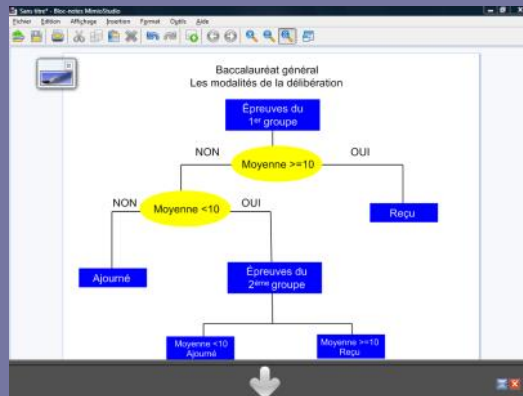 Sans titre* - Bloc-notes MimioStudio
Fichier Edition Affichage Insertion Format Outils Aide
Baccalauréat général
Les modalités de la délibération
Épreuves du
1er groupe
NON
OUI
Moyenne >=10
NON
Moyenne <10
OUI
Reçu
Ajourné
Épreuves du
2ème groupe
Moyenne <10
Ajourné
Moyenne >=10
Reçu